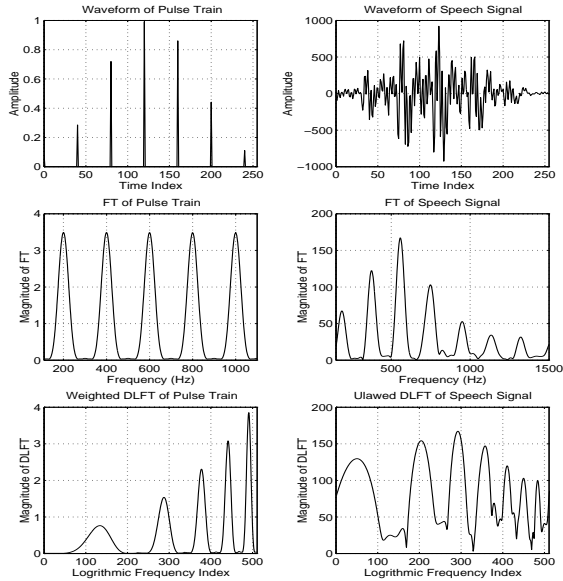 Waveform of Pulse Train
Amplitude
1
0.8
0.6
0.4
0.2
0
0 50 100 150 200 250
Time Index
Waveform of Speech Signal
Amplitude
1000
500
0
−500
−1000
0 50 100 150 200 250
Time Index
FT of Pulse Train
Magnitude of FT
4
3
2
1
0
200 400 600 800 1000
Frequency (Hz)
FT of Speech Signal
Magnitude of FT
200
150
100
50
0
500 1000 1500
Frequency (Hz)
Weighted DLFT of Pulse Train
Magnitude of DLFT
4
3
2
1
0
0 100 200 300 400 500
Logrithmic Frequency Index
Ulawed DLFT of Speech Signal
Magnitude of DLFT
200
150
100
50
0
0 100 200 300 400 500
Logrithmic Frequency Index